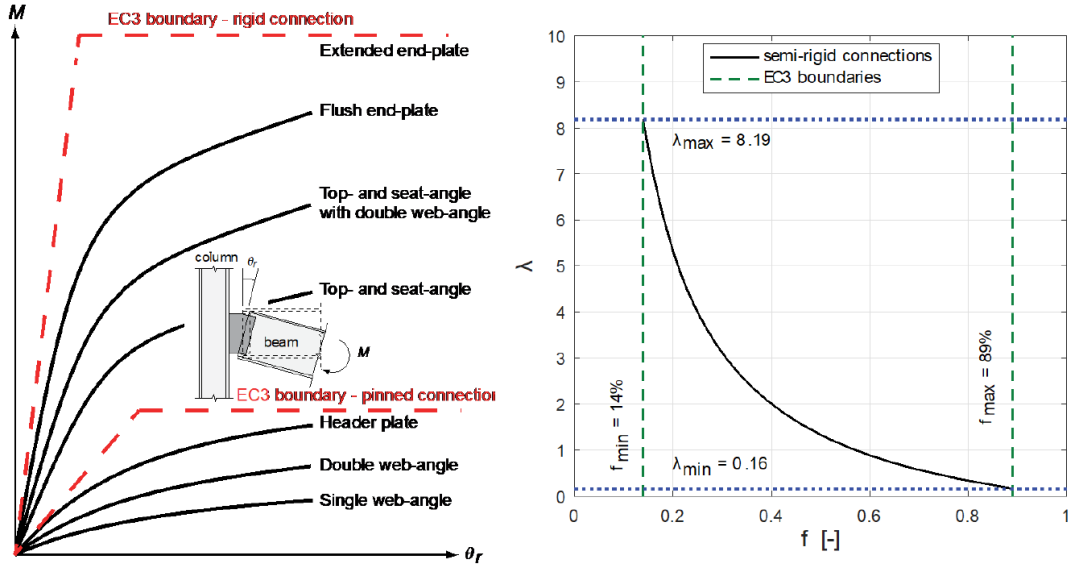 M
EC3 boundary - rigid connection
Extended end-plate
Flush end-plate
Top- and seat-angle
with double web-angle
column
θr
Top- and seat-angle
beam
M
EC3 boundary - pinned connection
Header plate
Double web-angle
Single web-angle
θr
10
9
8
7
6
5
4
3
2
1
0
λ
semi-rigid connections
EC3 boundaries
λmax = 8.19
fmin = 14%
fmax = 89%
λmin = 0.16
0
0.2
0.4
0.6
0.8
1
f [-]